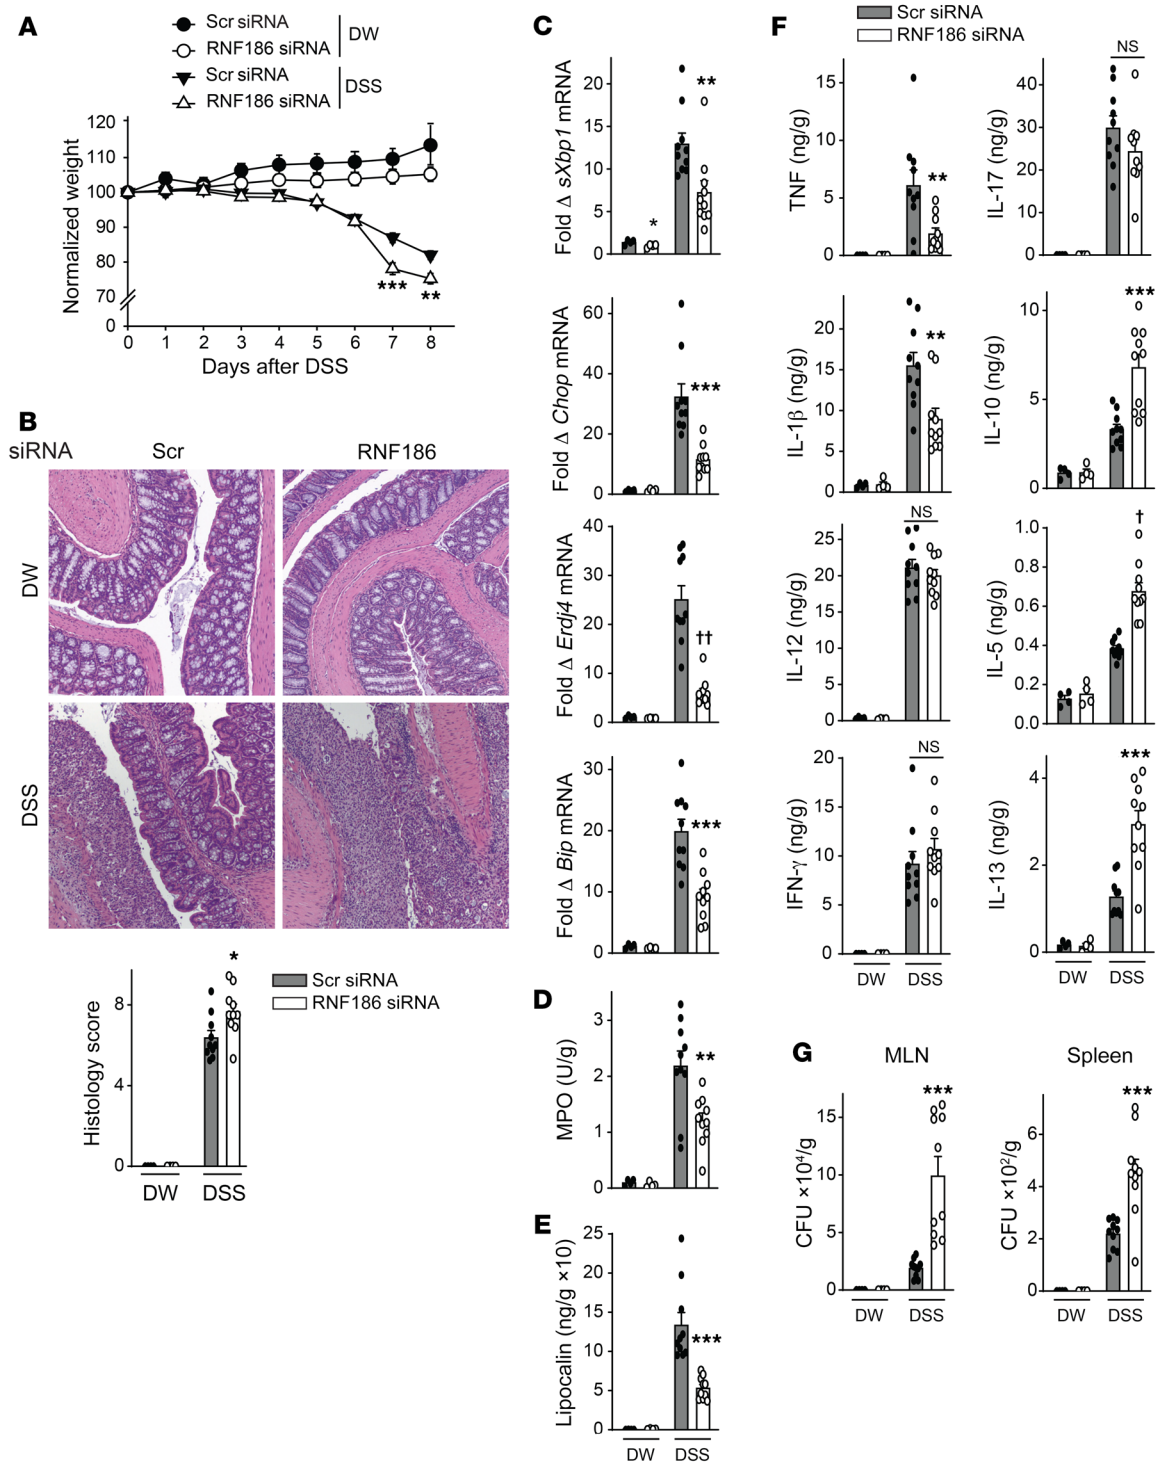 A
Scr siRNA
RNF186 siRNA
DW
Scr siRNA
RNF186 siRNA
DSS
Normalized weight
120
110
100
90
80
70
0
0 1 2 3 4 5 6 7 8
*** **
Days after DSS
B
siRNA Scr RNF186
DW
DSS
Histology score
8
4
0
*
DW DSS
Scr siRNA
RNF186 siRNA
C
Fold Δ sXbp1 mRNA
20
15
10
5
0
* **
Fold Δ Chop mRNA
60
40
20
0
***
Fold Δ Erd4 mRNA
40
30
20
10
0
††
Fold Δ Bip mRNA
30
20
10
0
***
D
MPO (U/g)
3
2
1
0
**
E
Lipocalin (ng/g ×10)
25
20
15
10
5
0
***
DW DSS
F
Scr siRNA
RNF186 siRNA
TNF (ng/g)
15
10
5
0
**
IL-17 (ng/g)
40
30
20
10
0
NS
IL-1β (ng/g)
20
15
10
5
0
**
IL-10 (ng/g)
10
5
0
***
IL-12 (ng/g)
25
20
15
10
5
0
NS
IL-5 (ng/g)
1.0
0.8
0.6
0.4
0.2
0.0
†
IFN-γ (ng/g)
20
15
10
5
0
NS
DW DSS
IL-13 (ng/g)
4
2
0
***
DW DSS
G
MLN
CFU ×10⁴/g
15
10
5
0
***
DW DSS
Spleen
CFU ×10²/g
6
4
2
0
***
DW DSS